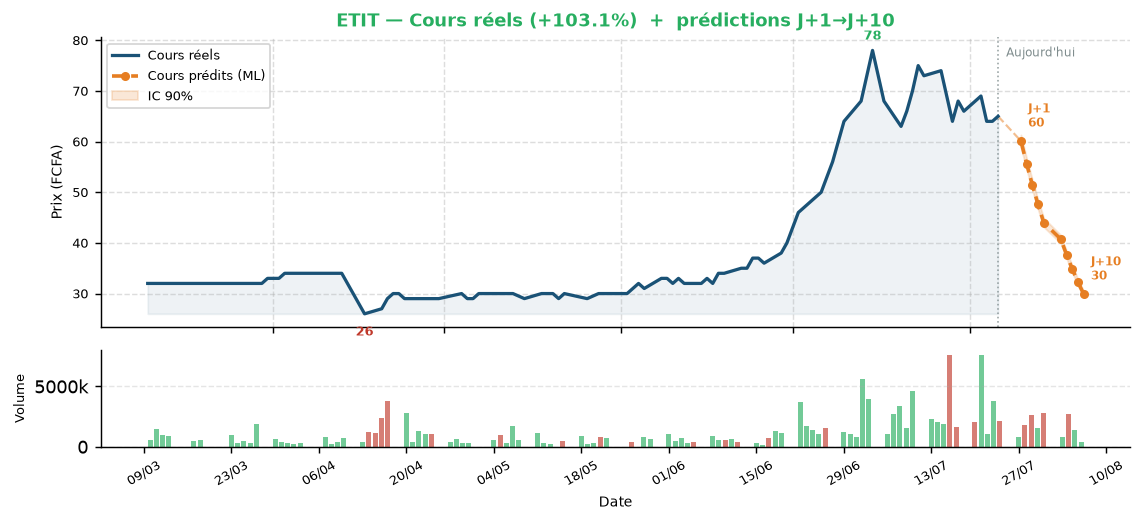 ETIT — Cours réels (+103.1%)  +  prédictions J+1→J+10
Cours réels
Cours prédits (ML)
IC 90%
Aujourd'hui
78
J+1
60
J+10
30
26
Prix (FCFA)
80
70
60
50
40
30
Volume
5000k
0
09/03
23/03
06/04
20/04
04/05
18/05
01/06
15/06
29/06
13/07
27/07
10/08
Date